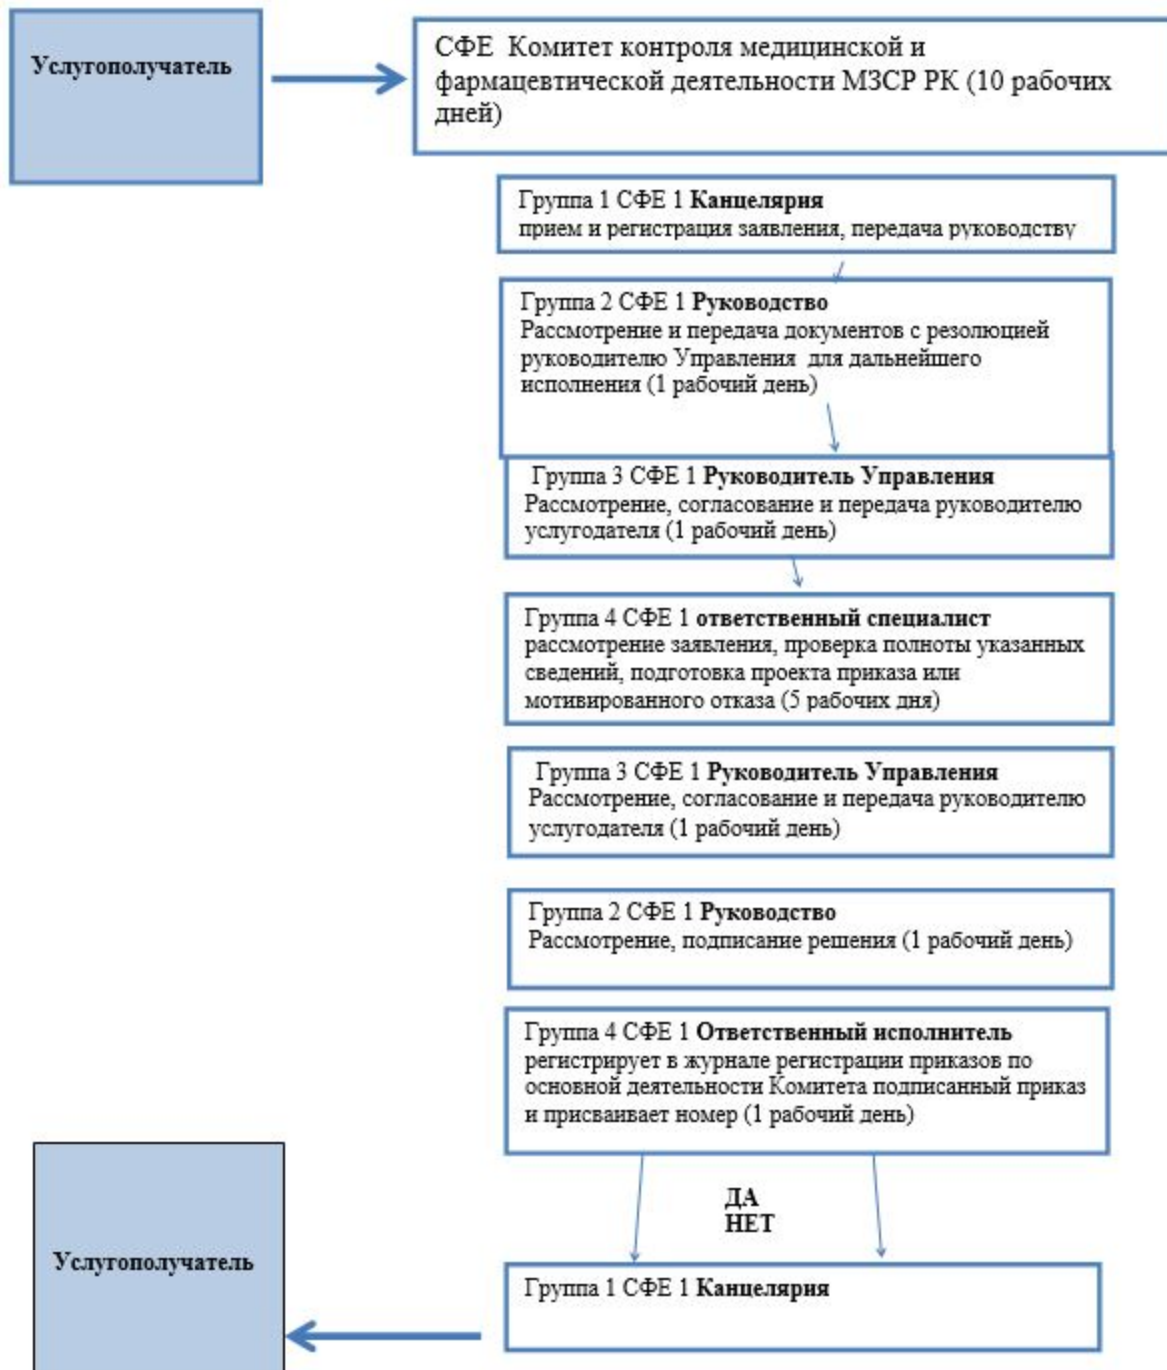 Услугополучатель
СФЕ Комитет контроля медицинской и
фармацевтической деятельности МЗСР РК (10 рабочих
дней)
Группа 1 СФЕ 1 Канцелярия
прием и регистрация заявления, передача руководству
Группа 2 СФЕ 1 Руководство
Рассмотрение и передача документов с резолюцией
руководителю Управления для дальнейшего
исполнения (1 рабочий день)
Группа 3 СФЕ 1 Руководитель Управления
Рассмотрение, согласование и передача руководителю
услугодателя (1 рабочий день)
Группа 4 СФЕ 1 ответственный специалист
рассмотрение заявления, проверка полноты указанных
сведений, подготовка проекта приказа или
мотивированного отказа (5 рабочих дня)
Группа 3 СФЕ 1 Руководитель Управления
Рассмотрение, согласование и передача руководителю
услугодателя (1 рабочий день)
Группа 2 СФЕ 1 Руководство
Рассмотрение, подписание решения (1 рабочий день)
Группа 4 СФЕ 1 Ответственный исполнитель
регистрирует в журнале регистрации приказов по
основной деятельности Комитета подписанный приказ
и присваивает номер (1 рабочий день)
ДА
НЕТ
Услугополучатель
Группа 1 СФЕ 1 Канцелярия